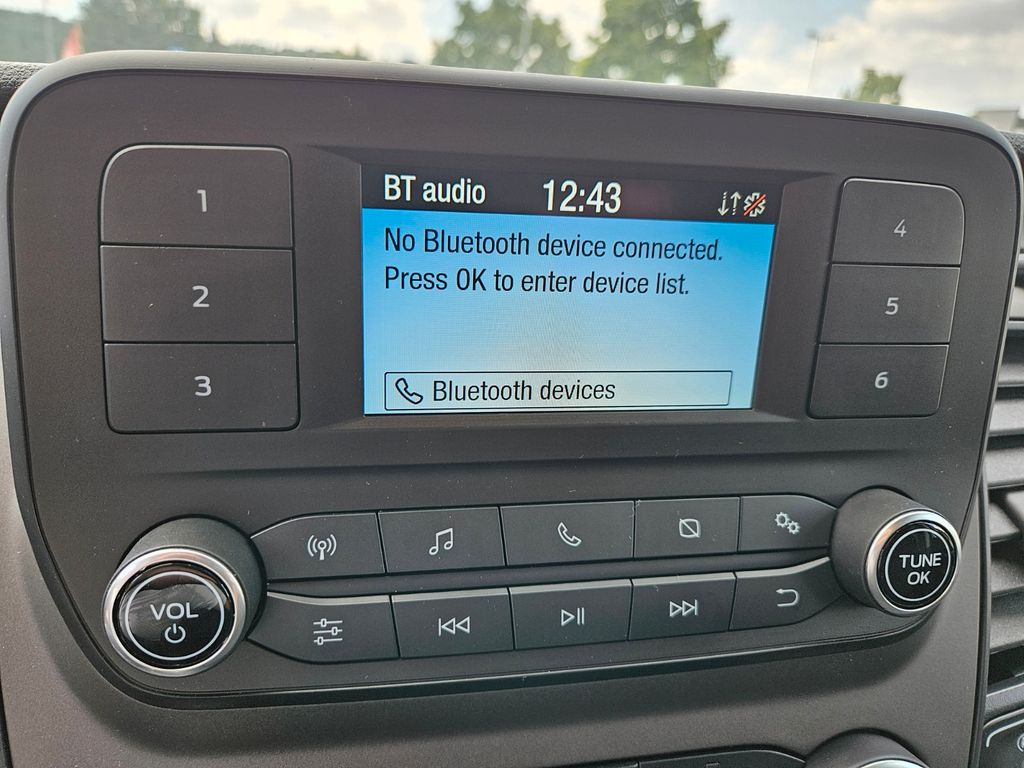 BT audio 12:43
No Bluetooth device connected.
Press OK to enter device list.
Bluetooth devices
1
2
3
4
5
6
VOL
TUNE
OK